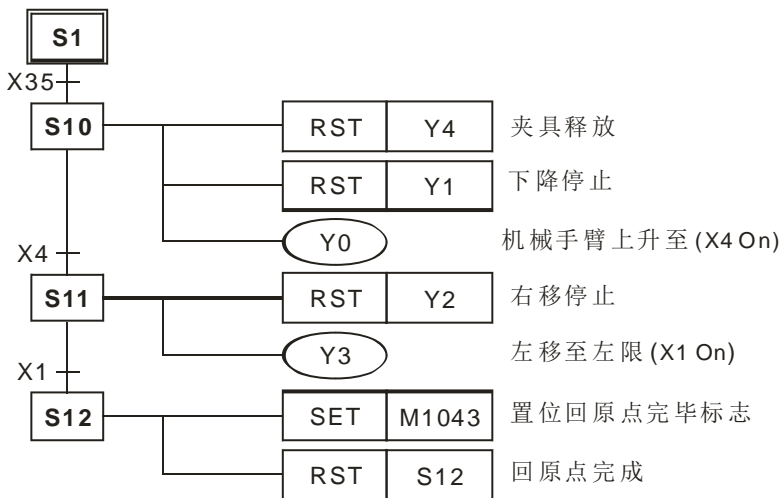 S1
X35
S10 RST Y4 夹具释放
RST Y1 下降停止
Y0 机械手臂上升至(X4 On)
X4
S11 RST Y2 右移停止
Y3 左移至左限(X1 On)
X1
S12 SET M1043 置位回原点完毕标志
RST S12 回原点完成